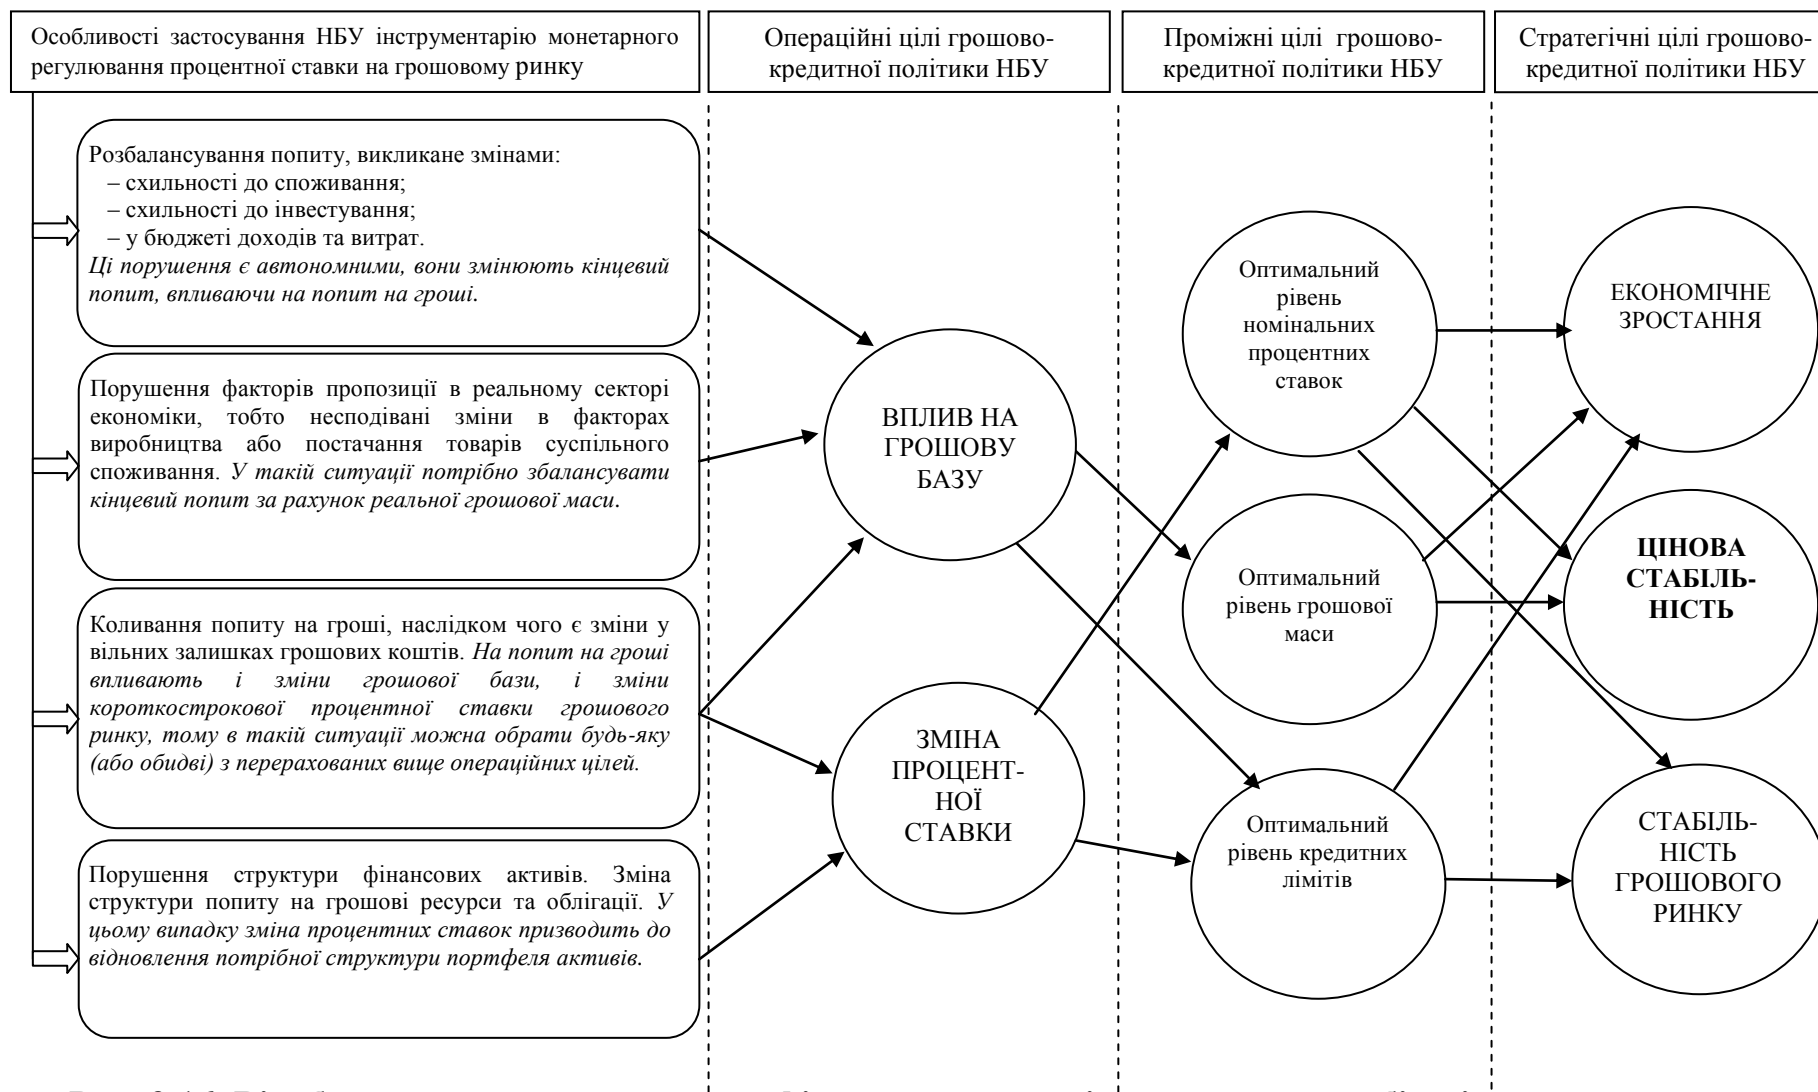 Особливості застосування НБУ інструментарію монетарного
регулювання процентної ставки на грошовому ринку
Операційні цілі грошово-
кредитної політики НБУ
Проміжні цілі грошово-
кредитної політики НБУ
Стратегічні цілі грошово-
кредитної політики НБУ
Розбалансування попиту, викликане змінами:
– схильності до споживання;
– схильності до інвестування;
– у бюджеті доходів та витрат.
Ці порушення є автономними, вони змінюють кінцевий
попит, впливаючи на попит на гроші.
Порушення факторів пропозиції в реальному секторі
економіки, тобто несподівані зміни в факторах
виробництва або постачання товарів суспільного
споживання. У такій ситуації потрібно збалансувати
кінцевий попит за рахунок реальної грошової маси.
Коливання попиту на гроші, наслідком чого є зміни у
вільних залишках грошових коштів. На попит на гроші
впливають і зміни грошової бази, і зміни
короткострокової процентної ставки грошового
ринку, тому в такій ситуації можна обрати будь-яку
(або обидві) з перерахованих вище операційних цілей.
Порушення структури фінансових активів. Зміна
структури попиту на грошові ресурси та облігації. У
цьому випадку зміна процентних ставок призводить до
відновлення потрібної структури портфеля активів.
ВПЛИВ НА
ГРОШОВУ
БАЗУ
ЗМІНА
ПРОЦЕНТ-
НОЇ
СТАВКИ
Оптимальний
рівень
номінальних
процентних
ставок
Оптимальний
рівень грошової
маси
Оптимальний
рівень кредитних
лімітів
ЕКОНОМІЧНЕ
ЗРОСТАННЯ
ЦІНОВА
СТАБІЛЬ-
НІСТЬ
СТАБІЛЬ-
НІСТЬ
ГРОШОВОГО
РИНКУ